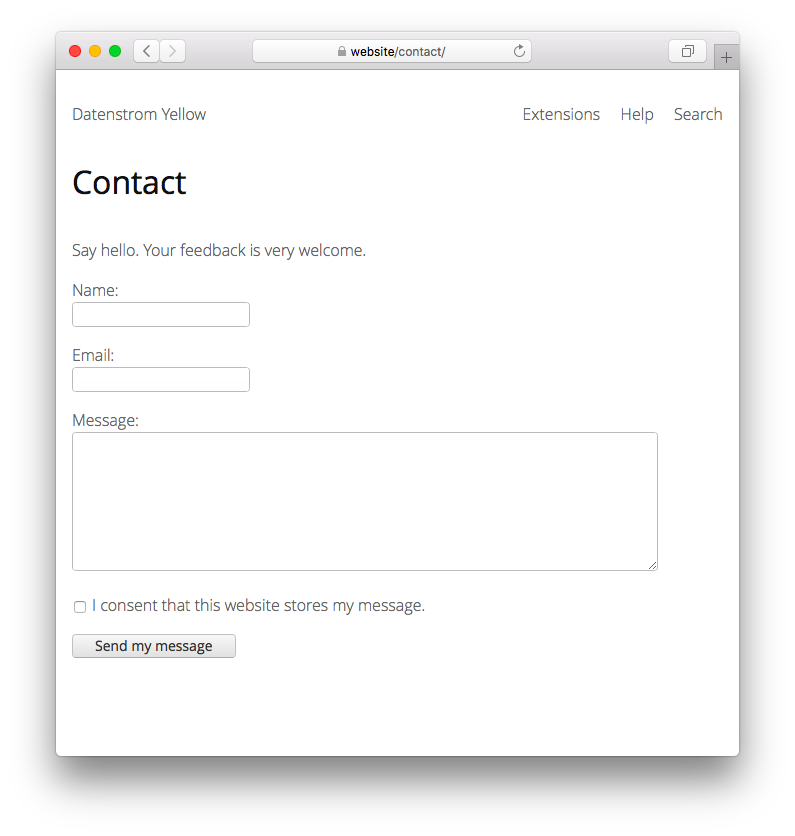 website/contact/
Datenstrom Yellow Extensions Help Search
Contact
Say hello. Your feedback is very welcome.
Name:
Email:
Message:
I consent that this website stores my message.
Send my message